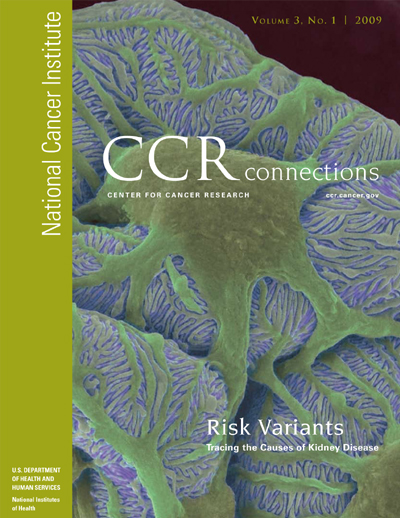 National Cancer Institute
VOLUME 3, NO. 1 | 2009
CCR connections
CENTER FOR CANCER RESEARCH
ccr.cancer.gov
Risk Variants
Tracing the Causes of Kidney Disease
U.S. DEPARTMENT
OF HEALTH AND
HUMAN SERVICES
National Institutes
of Health